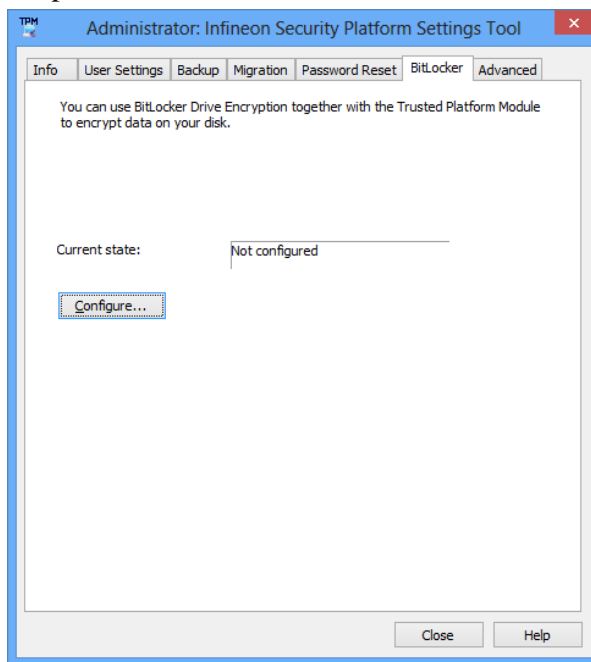 TPM
Administrator: Infineon Security Platform Settings Tool
Info User Settings Backup Migration Password Reset BitLocker Advanced
You can use BitLocker Drive Encryption together with the Trusted Platform Module
to encrypt data on your disk.
Current state: Not configured
Configure...
Close Help